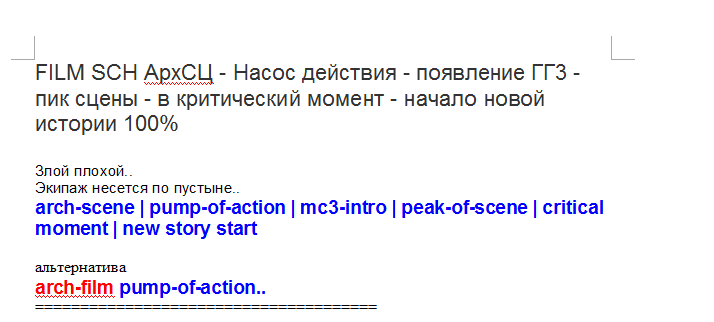 FILM SCH АрхСЦ - Насос действия - появление ГГ3 -
пик сцены - в критический момент - начало новой
истории 100%
Злой плохой..
Экипаж несется по пустыне..
arch-scene | pump-of-action | mc3-intro | peak-of-scene | critical
moment | new story start
альтернатива
arch-film pump-of-action..
======================================